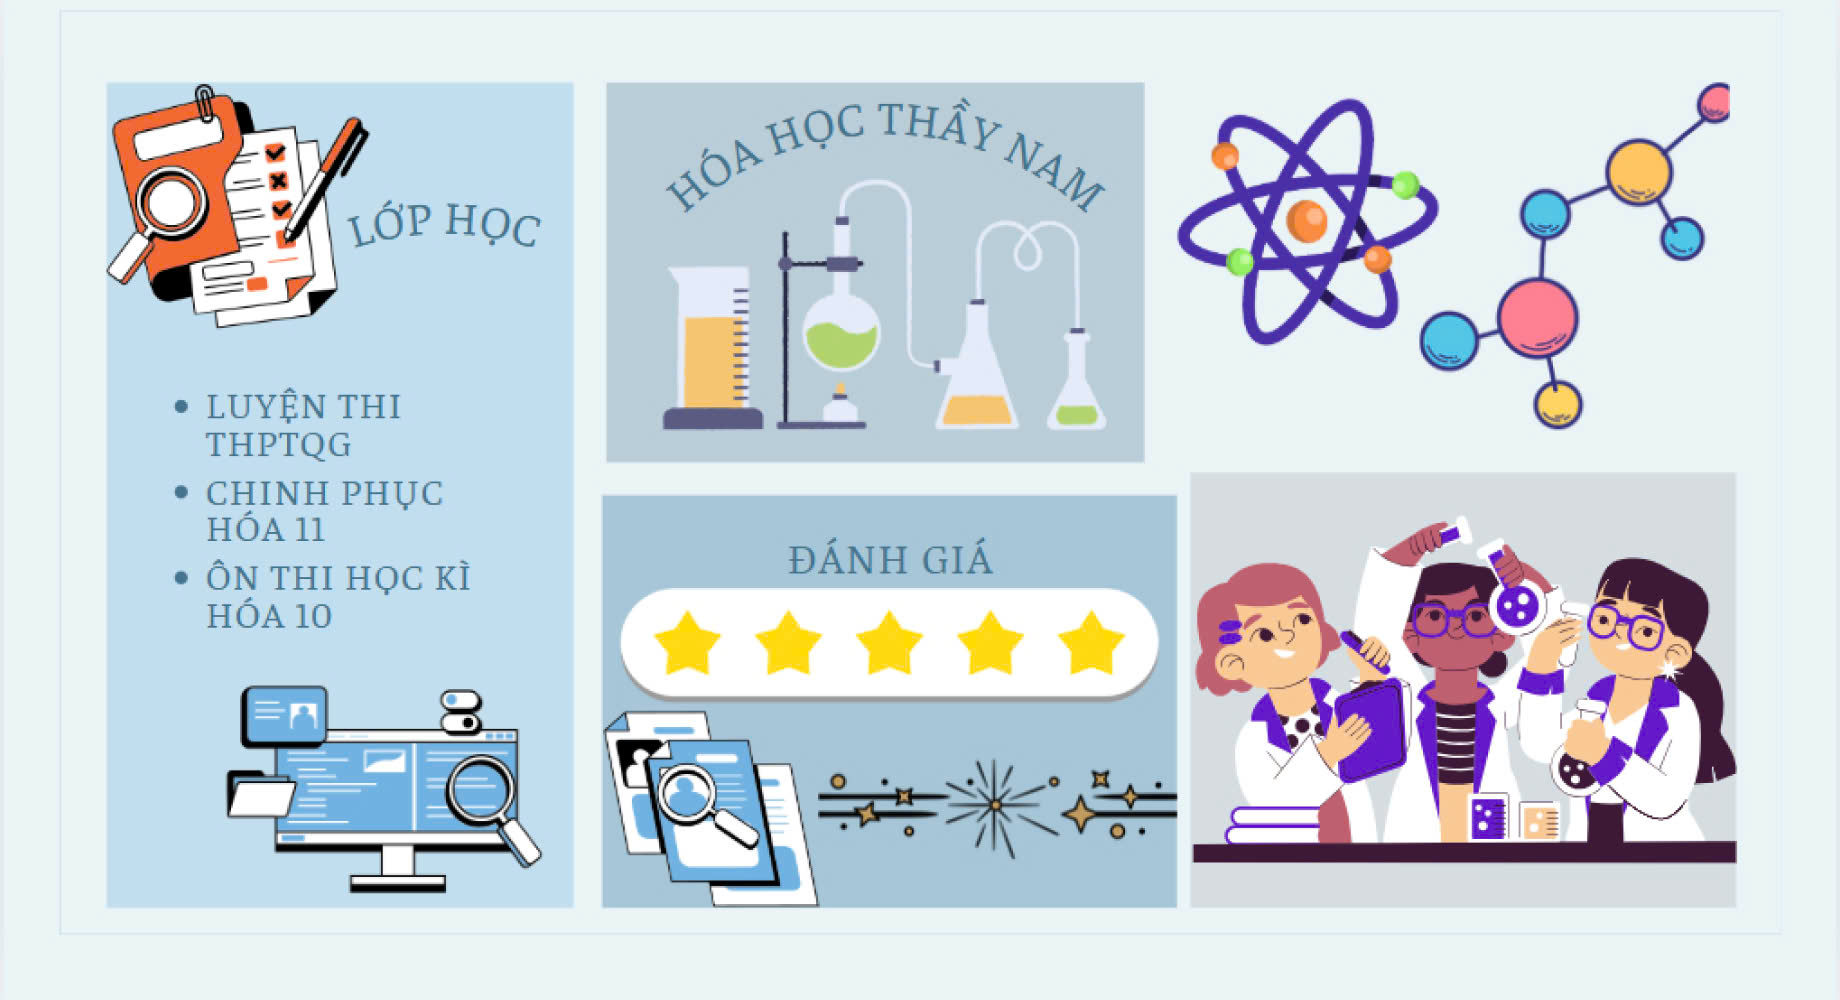 LỚP HỌC
LUYỆN THI
THPTQG
CHINH PHỤC
HÓA 11
ÔN THI HỌC KÌ
HÓA 10
HÓA HỌC THẦY NAM
ĐÁNH GIÁ